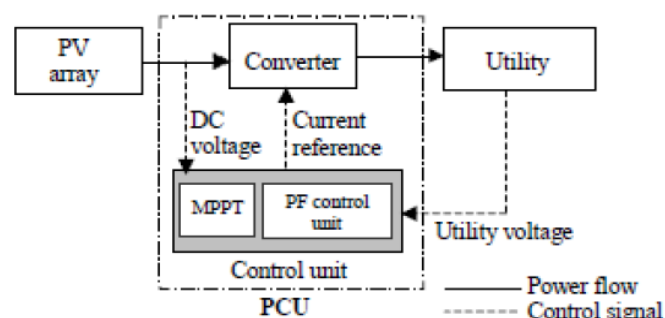 PV
array
Converter
Utility
DC
voltage
Current
reference
MPPT
PF control
unit
Utility voltage
Control unit
PCU
Power flow
Control signal